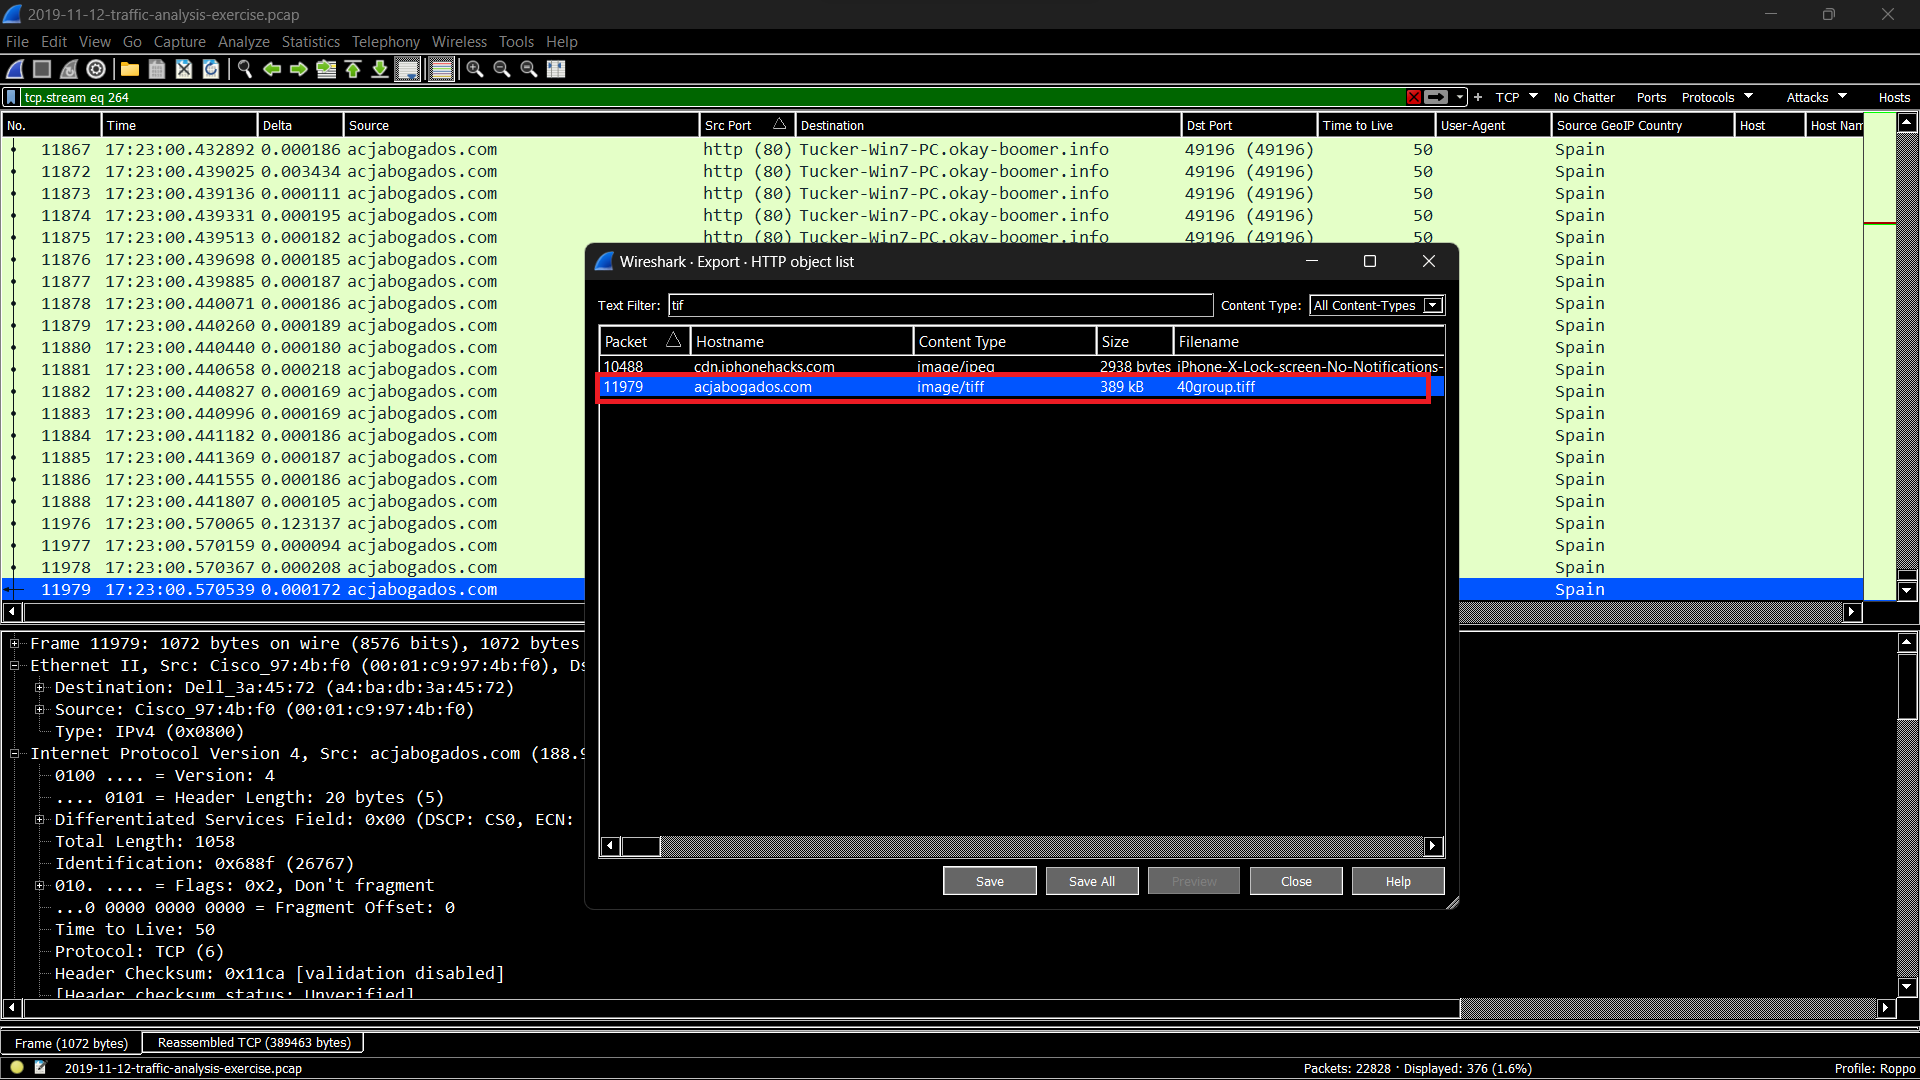 2019-11-12-traffic-analysis-exercise.pcap
File Edit View Go Capture Analyze Statistics Telephony Wireless Tools Help
tcp.stream eq 264
+ TCP No Chatter Ports Protocols Attacks Hosts
No. Time Delta Source Src Port Destination Dst Port Time to Live User-Agent Source GeoIP Country Host Host Nam
11867 17:23:00.432892 0.000186 acjabogados.com http (80) Tucker-Win7-PC.okay-boomer.info 49196 (49196) 50 Spain
11872 17:23:00.439025 0.003434 acjabogados.com http (80) Tucker-Win7-PC.okay-boomer.info 49196 (49196) 50 Spain
11873 17:23:00.439136 0.000111 acjabogados.com http (80) Tucker-Win7-PC.okay-boomer.info 49196 (49196) 50 Spain
11874 17:23:00.439331 0.000195 acjabogados.com http (80) Tucker-Win7-PC.okay-boomer.info 49196 (49196) 50 Spain
11875 17:23:00.439513 0.000182 acjabogados.com http (80) Tucker-Win7-PC.okay-boomer.info 49196 (49196) 50 Spain
11876 17:23:00.439698 0.000185 acjabogados.com Spain
11877 17:23:00.439885 0.000187 acjabogados.com Spain
11878 17:23:00.440071 0.000186 acjabogados.com Spain
11879 17:23:00.440260 0.000189 acjabogados.com Spain
11880 17:23:00.440440 0.000180 acjabogados.com Spain
11881 17:23:00.440658 0.000218 acjabogados.com Spain
11882 17:23:00.440827 0.000169 acjabogados.com Spain
11883 17:23:00.440996 0.000169 acjabogados.com Spain
11884 17:23:00.441182 0.000186 acjabogados.com Spain
11885 17:23:00.441369 0.000187 acjabogados.com Spain
11886 17:23:00.441555 0.000186 acjabogados.com Spain
11888 17:23:00.441807 0.000105 acjabogados.com Spain
11976 17:23:00.570065 0.123137 acjabogados.com Spain
11977 17:23:00.570159 0.000094 acjabogados.com Spain
11978 17:23:00.570367 0.000208 acjabogados.com Spain
11979 17:23:00.570539 0.000172 acjabogados.com Spain
Wireshark · Export · HTTP object list
Text Filter: tif Content Type: All Content-Types
Packet Hostname Content Type Size Filename
10488 cdn.iphonehacks.com image/jpeg 2938 bytes iPhone-X-Lock-screen-No-Notifications-
11979 acjabogados.com image/tiff 389 kB 40group.tiff
Save Save All Preview Close Help
Frame 11979: 1072 bytes on wire (8576 bits), 1072 bytes
Ethernet II, Src: Cisco_97:4b:f0 (00:01:c9:97:4b:f0), Ds
Destination: Dell_3a:45:72 (a4:ba:db:3a:45:72)
Source: Cisco_97:4b:f0 (00:01:c9:97:4b:f0)
Type: IPv4 (0x0800)
Internet Protocol Version 4, Src: acjabogados.com (188.9
0100 .... = Version: 4
.... 0101 = Header Length: 20 bytes (5)
Differentiated Services Field: 0x00 (DSCP: CS0, ECN:
Total Length: 1058
Identification: 0x688f (26767)
010. .... = Flags: 0x2, Don't fragment
...0 0000 0000 0000 = Fragment Offset: 0
Time to Live: 50
Protocol: TCP (6)
Header Checksum: 0x11ca [validation disabled]
[Header checksum status: Unverified]
Frame (1072 bytes) Reassembled TCP (389463 bytes)
2019-11-12-traffic-analysis-exercise.pcap Packets: 22828 · Displayed: 376 (1.6%) Profile: Roppo